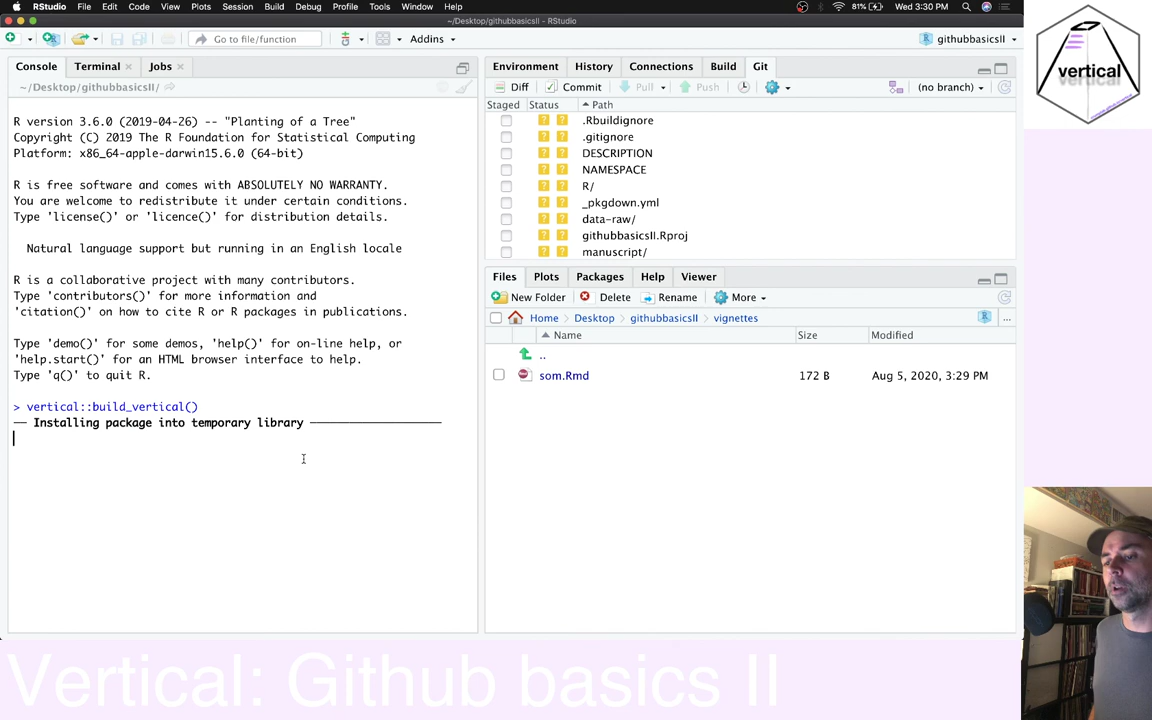 RStudio File Edit Code View Plots Session Build Debug Profile Tools Window Help 81% Wed 3:30 PM
~/Desktop/githubbasicsII - RStudio
Go to file/function Addins githubbasicsII
Console Terminal Jobs
~/Desktop/githubbasicsII/
R version 3.6.0 (2019-04-26) -- "Planting of a Tree"
Copyright (C) 2019 The R Foundation for Statistical Computing
Platform: x86_64-apple-darwin15.6.0 (64-bit)
R is free software and comes with ABSOLUTELY NO WARRANTY.
You are welcome to redistribute it under certain conditions.
Type 'license()' or 'licence()' for distribution details.
Natural language support but running in an English locale
R is a collaborative project with many contributors.
Type 'contributors()' for more information and
'citation()' on how to cite R or R packages in publications.
Type 'demo()' for some demos, 'help()' for on-line help, or
'help.start()' for an HTML browser interface to help.
Type 'q()' to quit R.
> vertical::build_vertical()
── Installing package into temporary library ──────────
Environment History Connections Build Git
Diff Commit Pull Push (no branch)
Staged Status Path
? ? .Rbuildignore
? ? .gitignore
? ? DESCRIPTION
? ? NAMESPACE
? ? R/
? ? _pkgdown.yml
? ? data-raw/
? ? githubbasicsII.Rproj
? ? manuscript/
Files Plots Packages Help Viewer
New Folder Delete Rename More
Home Desktop githubbasicsII vignettes ...
Name Size Modified
..
som.Rmd 172 B Aug 5, 2020, 3:29 PM
vertical
Vertical: Github basics II